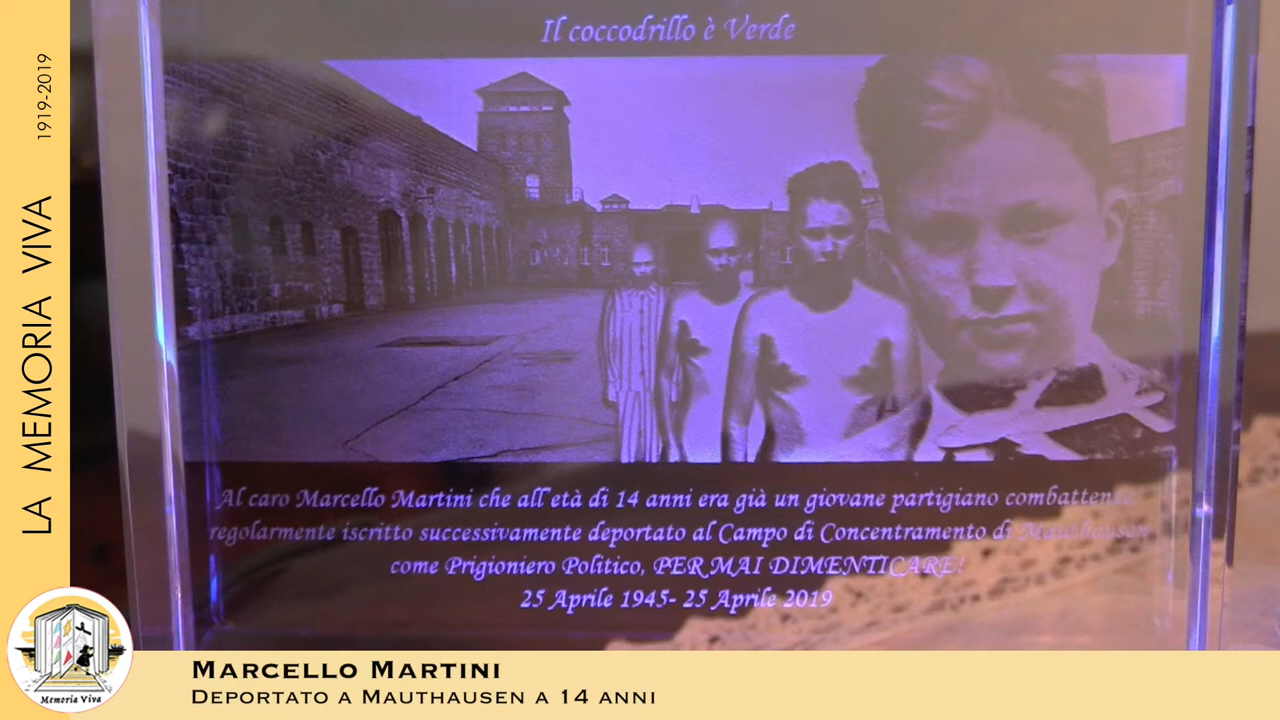 Il coccodrillo è Verde
Al caro Marcello Martini che all'età di 14 anni era già un giovane partigiano combattente
regolarmente iscritto successivamente deportato al Campo di Concentramento di Mauthausen
come Prigioniero Politico, PER MAI DIMENTICARE!
25 Aprile 1945- 25 Aprile 2019
LA MEMORIA VIVA 1919-2019
Memoria Viva
MARCELLO MARTINI
DEPORTATO A MAUTHAUSEN A 14 ANNI